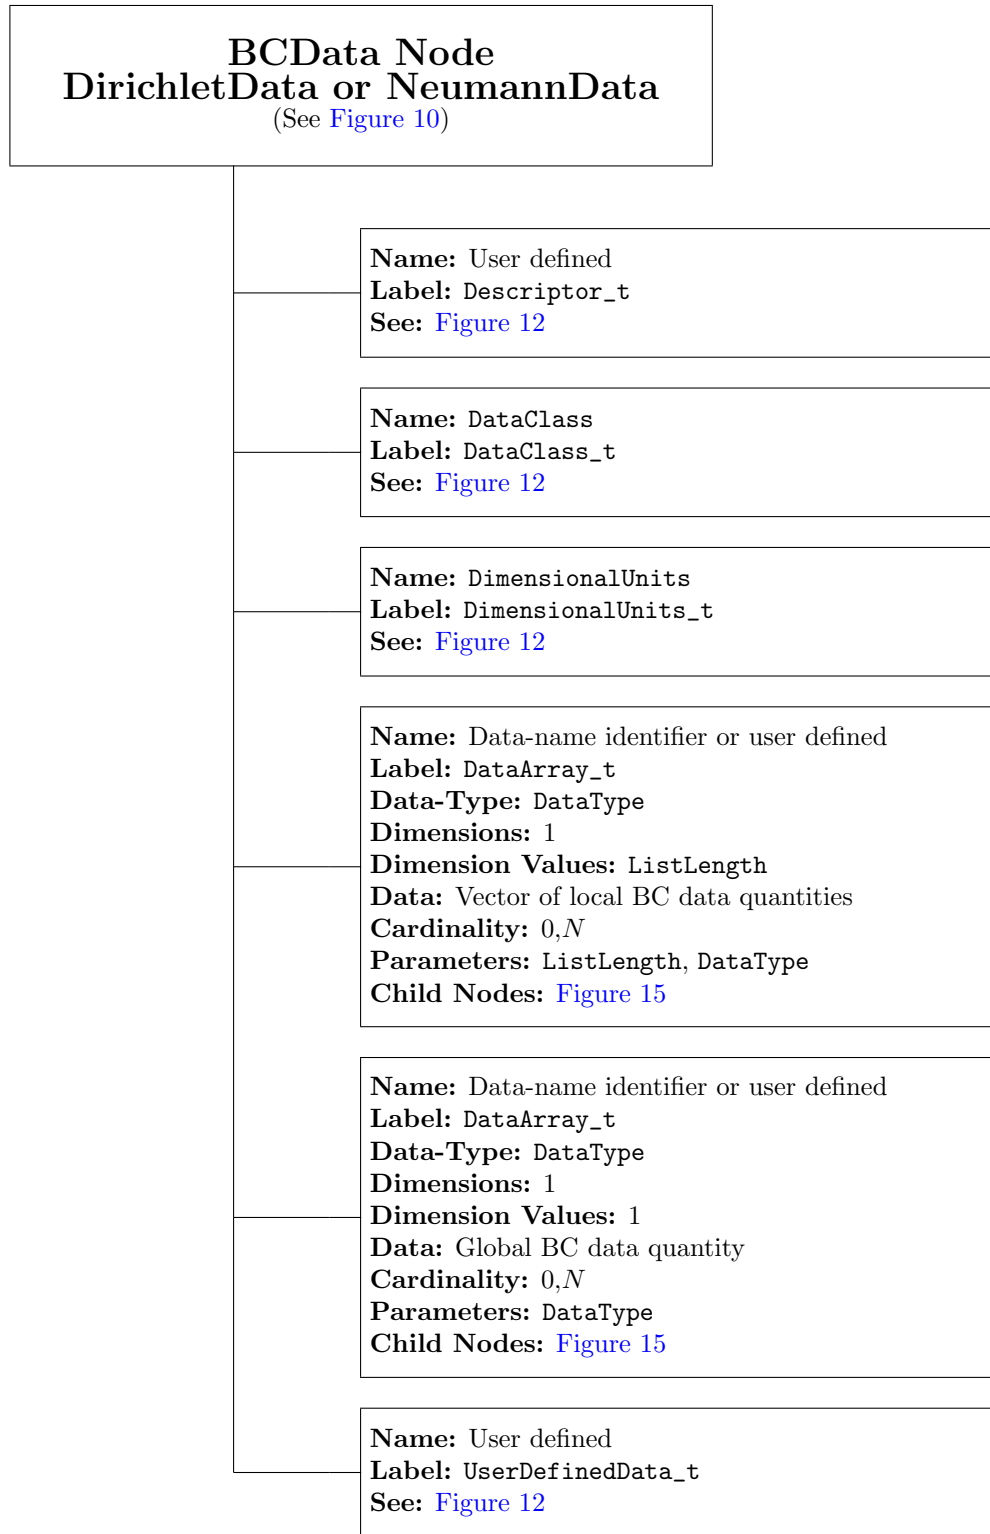 BCData Node
DirichletData or NeumannData
(See Figure 10)
Name: User defined
Label: Descriptor_t
See: Figure 12
Name: DataClass
Label: DataClass_t
See: Figure 12
Name: DimensionalUnits
Label: DimensionalUnits_t
See: Figure 12
Name: Data-name identifier or user defined
Label: DataArray_t
Data-Type: DataType
Dimensions: 1
Dimension Values: ListLength
Data: Vector of local BC data quantities
Cardinality: 0,N
Parameters: ListLength, DataType
Child Nodes: Figure 15
Name: Data-name identifier or user defined
Label: DataArray_t
Data-Type: DataType
Dimensions: 1
Dimension Values: 1
Data: Global BC data quantity
Cardinality: 0,N
Parameters: DataType
Child Nodes: Figure 15
Name: User defined
Label: UserDefinedData_t
See: Figure 12